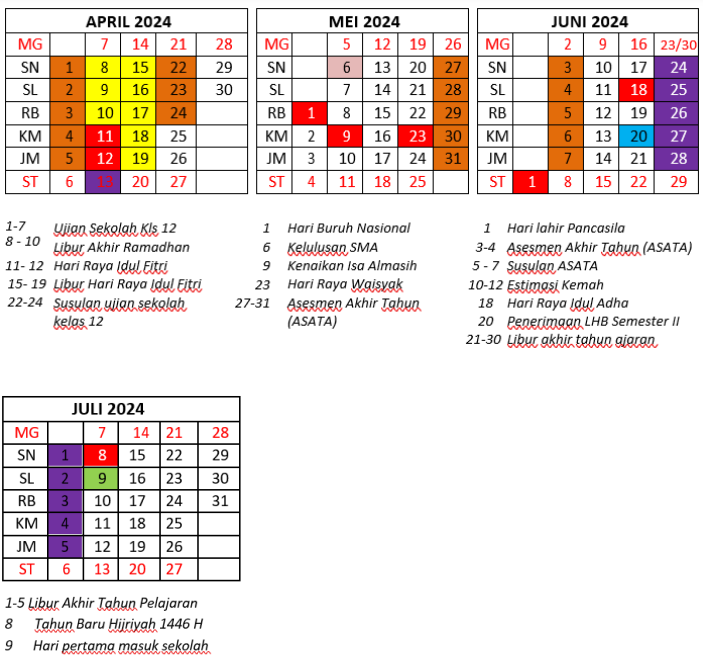 APRIL 2024
MG 7 14 21 28
SN 1 8 15 22 29
SL 2 9 16 23 30
RB 3 10 17 24
KM 4 11 18 25
JM 5 12 19 26
ST 6 13 20 27
1-7 Ujian Sekolah Kls 12
8 - 10 Libur Akhir Ramadhan
11- 12 Hari Raya Idul Fitri
15- 19 Libur Hari Raya Idul Fitri
22-24 Susulan ujian sekolah
kelas 12
MEI 2024
MG 5 12 19 26
SN 6 13 20 27
SL 7 14 21 28
RB 1 8 15 22 29
KM 2 9 16 23 30
JM 3 10 17 24 31
ST 4 11 18 25
1 Hari Buruh Nasional
6 Kelulusan SMA
9 Kenaikan Isa Almasih
23 Hari Raya Waisyak
27-31 Asesmen Akhir Tahun
(ASATA)
JUNI 2024
MG 2 9 16 23/30
SN 3 10 17 24
SL 4 11 18 25
RB 5 12 19 26
KM 6 13 20 27
JM 7 14 21 28
ST 1 8 15 22 29
1 Hari lahir Pancasila
3-4 Asesmen Akhir Tahun (ASATA)
5 - 7 Susulan ASATA
10-12 Estimasi Kemah
18 Hari Raya Idul Adha
20 Penerimaan LHB Semester II
21-30 Libur akhir tahun ajaran
JULI 2024
MG 7 14 21 28
SN 1 8 15 22 29
SL 2 9 16 23 30
RB 3 10 17 24 31
KM 4 11 18 25
JM 5 12 19 26
ST 6 13 20 27
1-5 Libur Akhir Tahun Pelajaran
8 Tahun Baru Hijriyah 1446 H
9 Hari pertama masuk sekolah